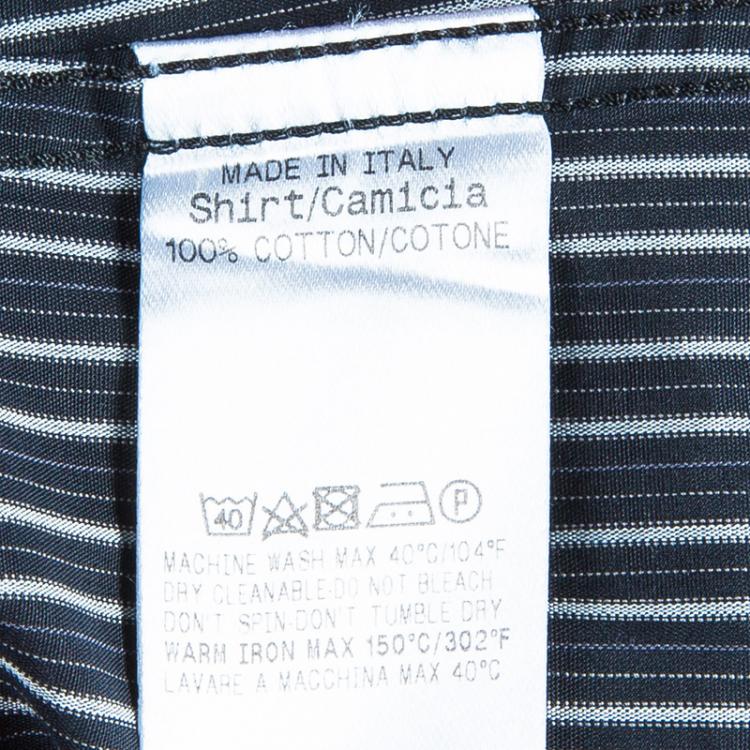 MADE IN ITALY
Shirt/Camicia
100% COTTON/COTONE
40 P
MACHINE WASH MAX 40°C/104°F
DRY CLEANABLE-DO NOT BLEACH
DON'T SPIN-DON'T TUMBLE DRY
WARM IRON MAX 150°C/302°F
LAVARE A MACCHINA MAX 40°C